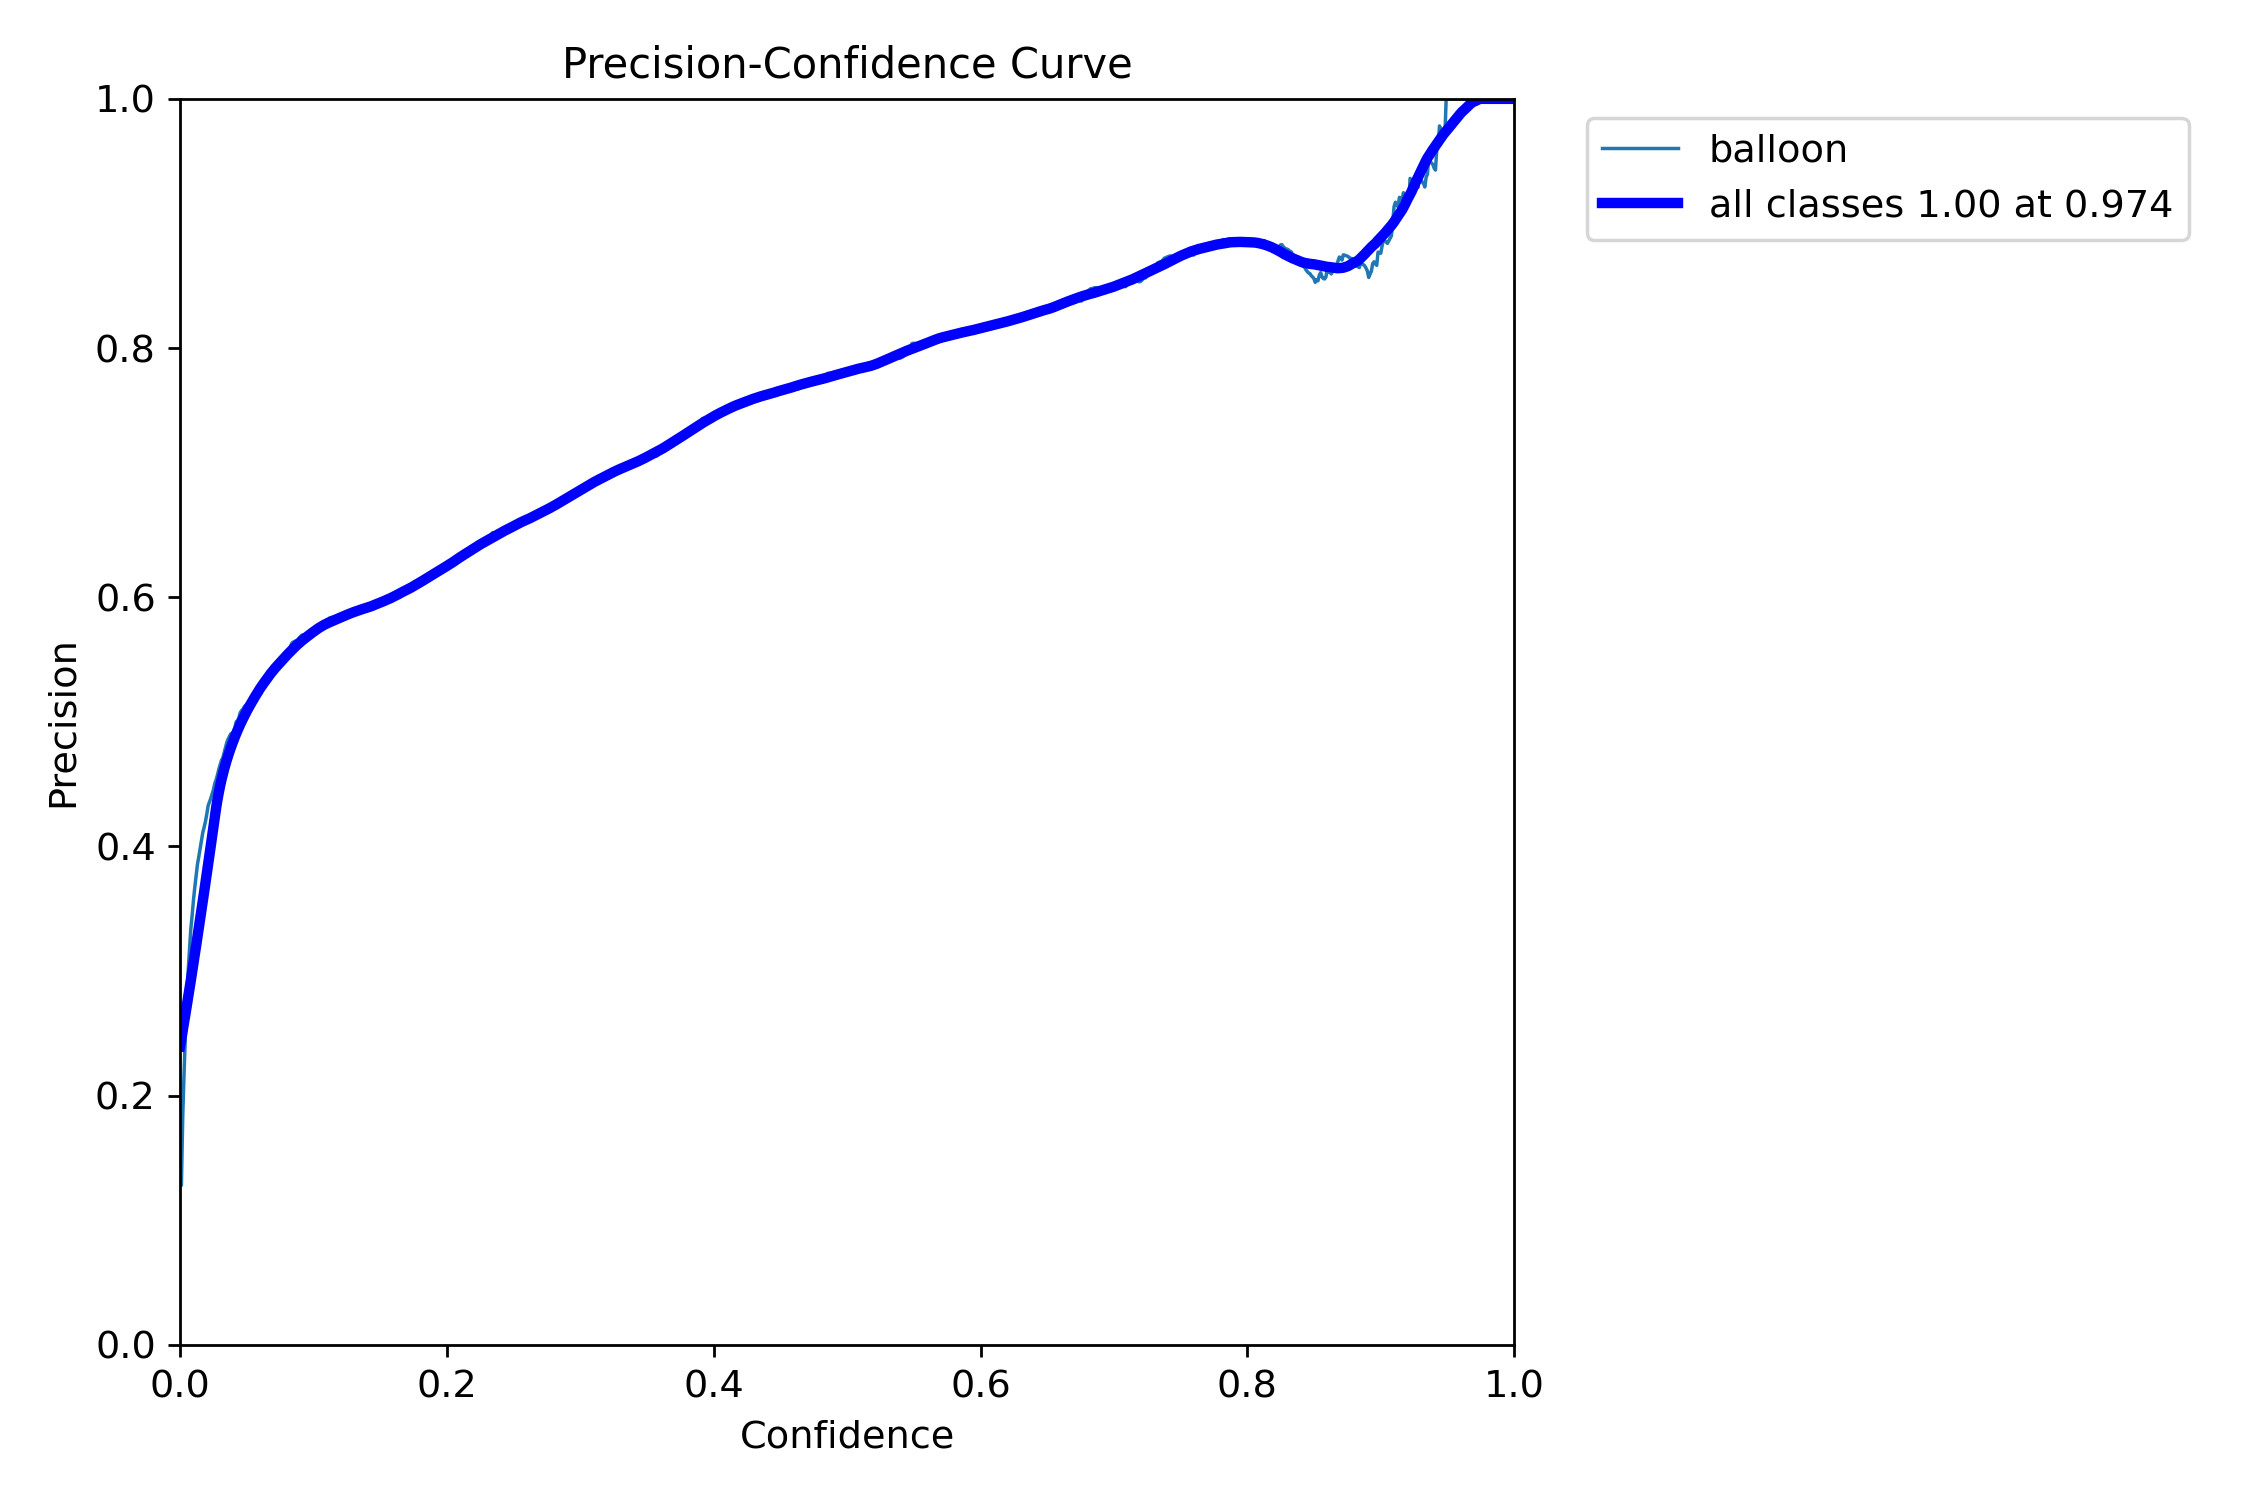 Precision-Confidence Curve
1.0
0.8
0.6
0.4
0.2
0.0
Precision
0.0 0.2 0.4 0.6 0.8 1.0
Confidence
balloon
all classes 1.00 at 0.974